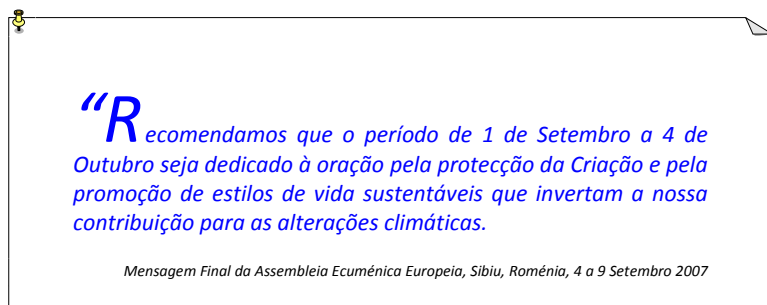 “Recomendamos que o período de 1 de Setembro a 4 de
Outubro seja dedicado à oração pela protecção da Criação e pela
promoção de estilos de vida sustentáveis que invertam a nossa
contribuição para as alterações climáticas.
Mensagem Final da Assembleia Ecuménica Europeia, Sibiu, Roménia, 4 a 9 Setembro 2007